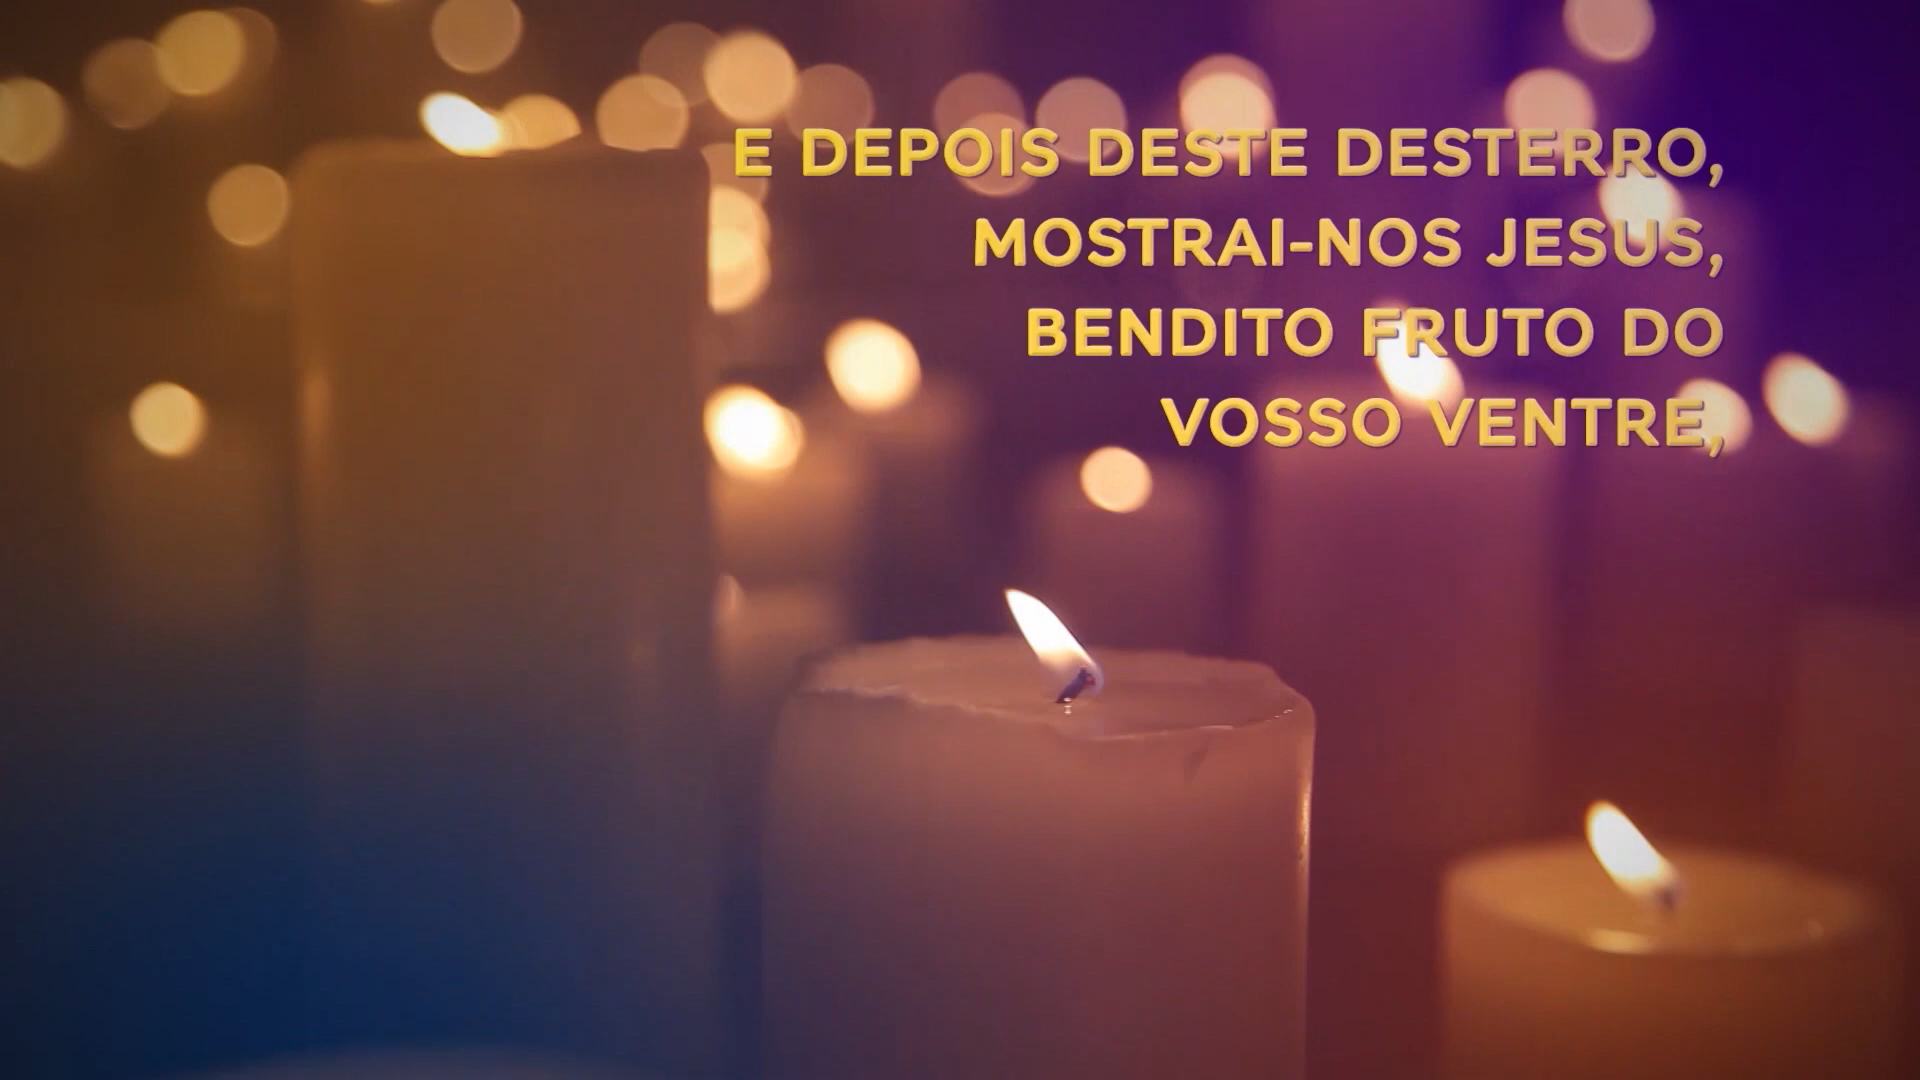 E DEPOIS DESTE DESTERRO,
MOSTRAI-NOS JESUS,
BENDITO FRUTO DO
VOSSO VENTRE,